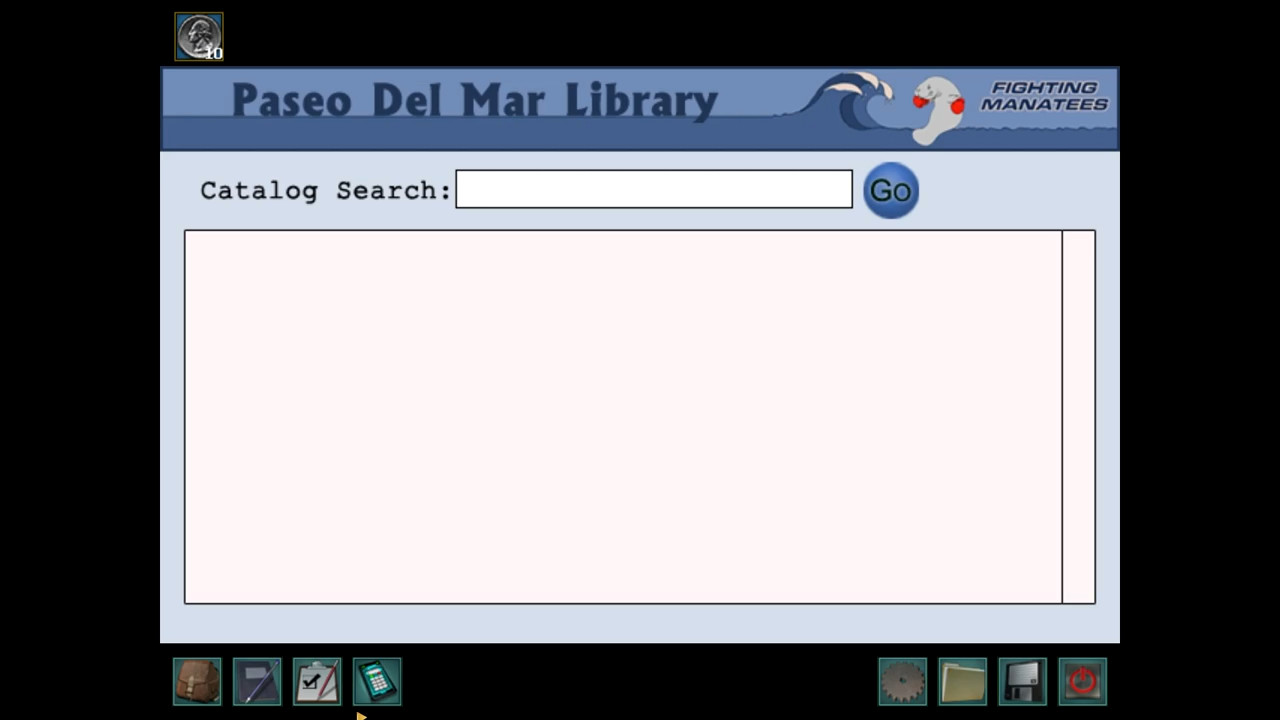 10
Paseo Del Mar Library
FIGHTING
MANATEES
Catalog Search:
Go